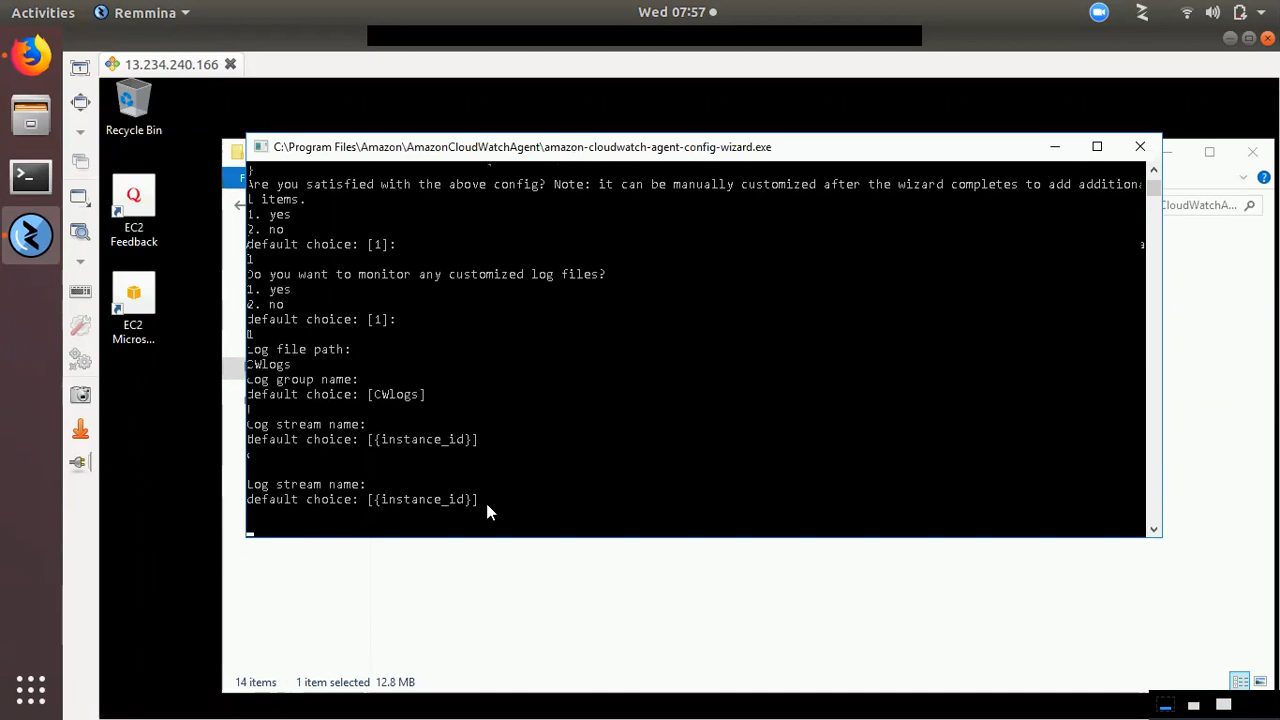 Activities
Remmina
Wed 07:57
13.234.240.166
Recycle Bin
EC2
Feedback
EC2
Micros...
C:\Program Files\Amazon\AmazonCloudWatchAgent\amazon-cloudwatch-agent-config-wizard.exe
}
Are you satisfied with the above config? Note: it can be manually customized after the wizard completes to add additiona
l items.
1. yes
2. no
default choice: [1]:
1
Do you want to monitor any customized log files?
1. yes
2. no
default choice: [1]:
1
Log file path:
CWlogs
Log group name:
default choice: [CWlogs]
Log stream name:
default choice: [{instance_id}]
Log stream name:
default choice: [{instance_id}]
CloudWatchA...
14 items
1 item selected
12.8 MB